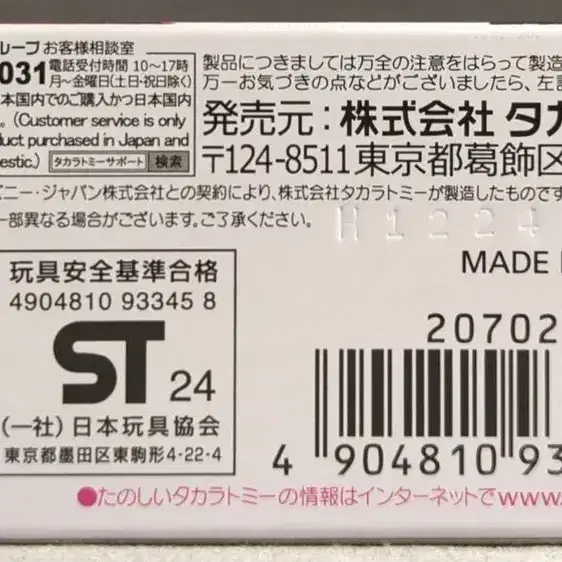 ループ お客様相談室
031 電話受付時間 10〜17時
月〜金曜日(土日・祝日除く)
本国内でのご購入かつ日本国内
。(Customer service is only
duct purchased in Japan and
estic.) タカラトミーサポート 検索
製品につきましては万全の注意をはらって製造
万一お気づきの点などがございましたら、左記
発売元:株式会社 タカ
〒124-8511 東京都葛飾区
ズニー・ジャパン株式会社との契約により、株式会社タカラトミーが製造したものです
一部異なる場合がございます。ご了承ください。
H1224
玩具安全基準合格
4904810 93345 8
ST 24
(一社)日本玩具協会
東京都墨田区東駒形4-22-4
MADE
20702
4 904810 93
●たのしいタカラトミーの情報はインターネットでwww.